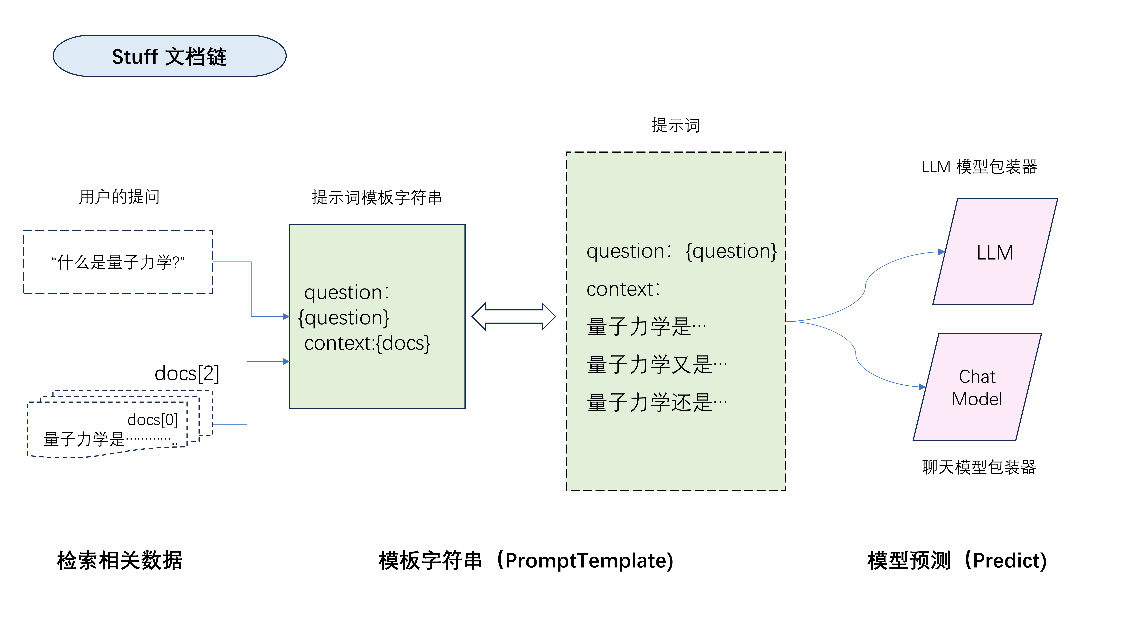 Stuff 文档链
用户的提问
“什么是量子力学?”
docs[2]
docs[0]
量子力学是…………..
提示词模板字符串
question：
{question}
context:{docs}
提示词
question：{question}
context：
量子力学是…
量子力学又是…
量子力学还是…
LLM 模型包装器
LLM
Chat
Model
聊天模型包装器
检索相关数据
模板字符串（PromptTemplate)
模型预测（Predict)